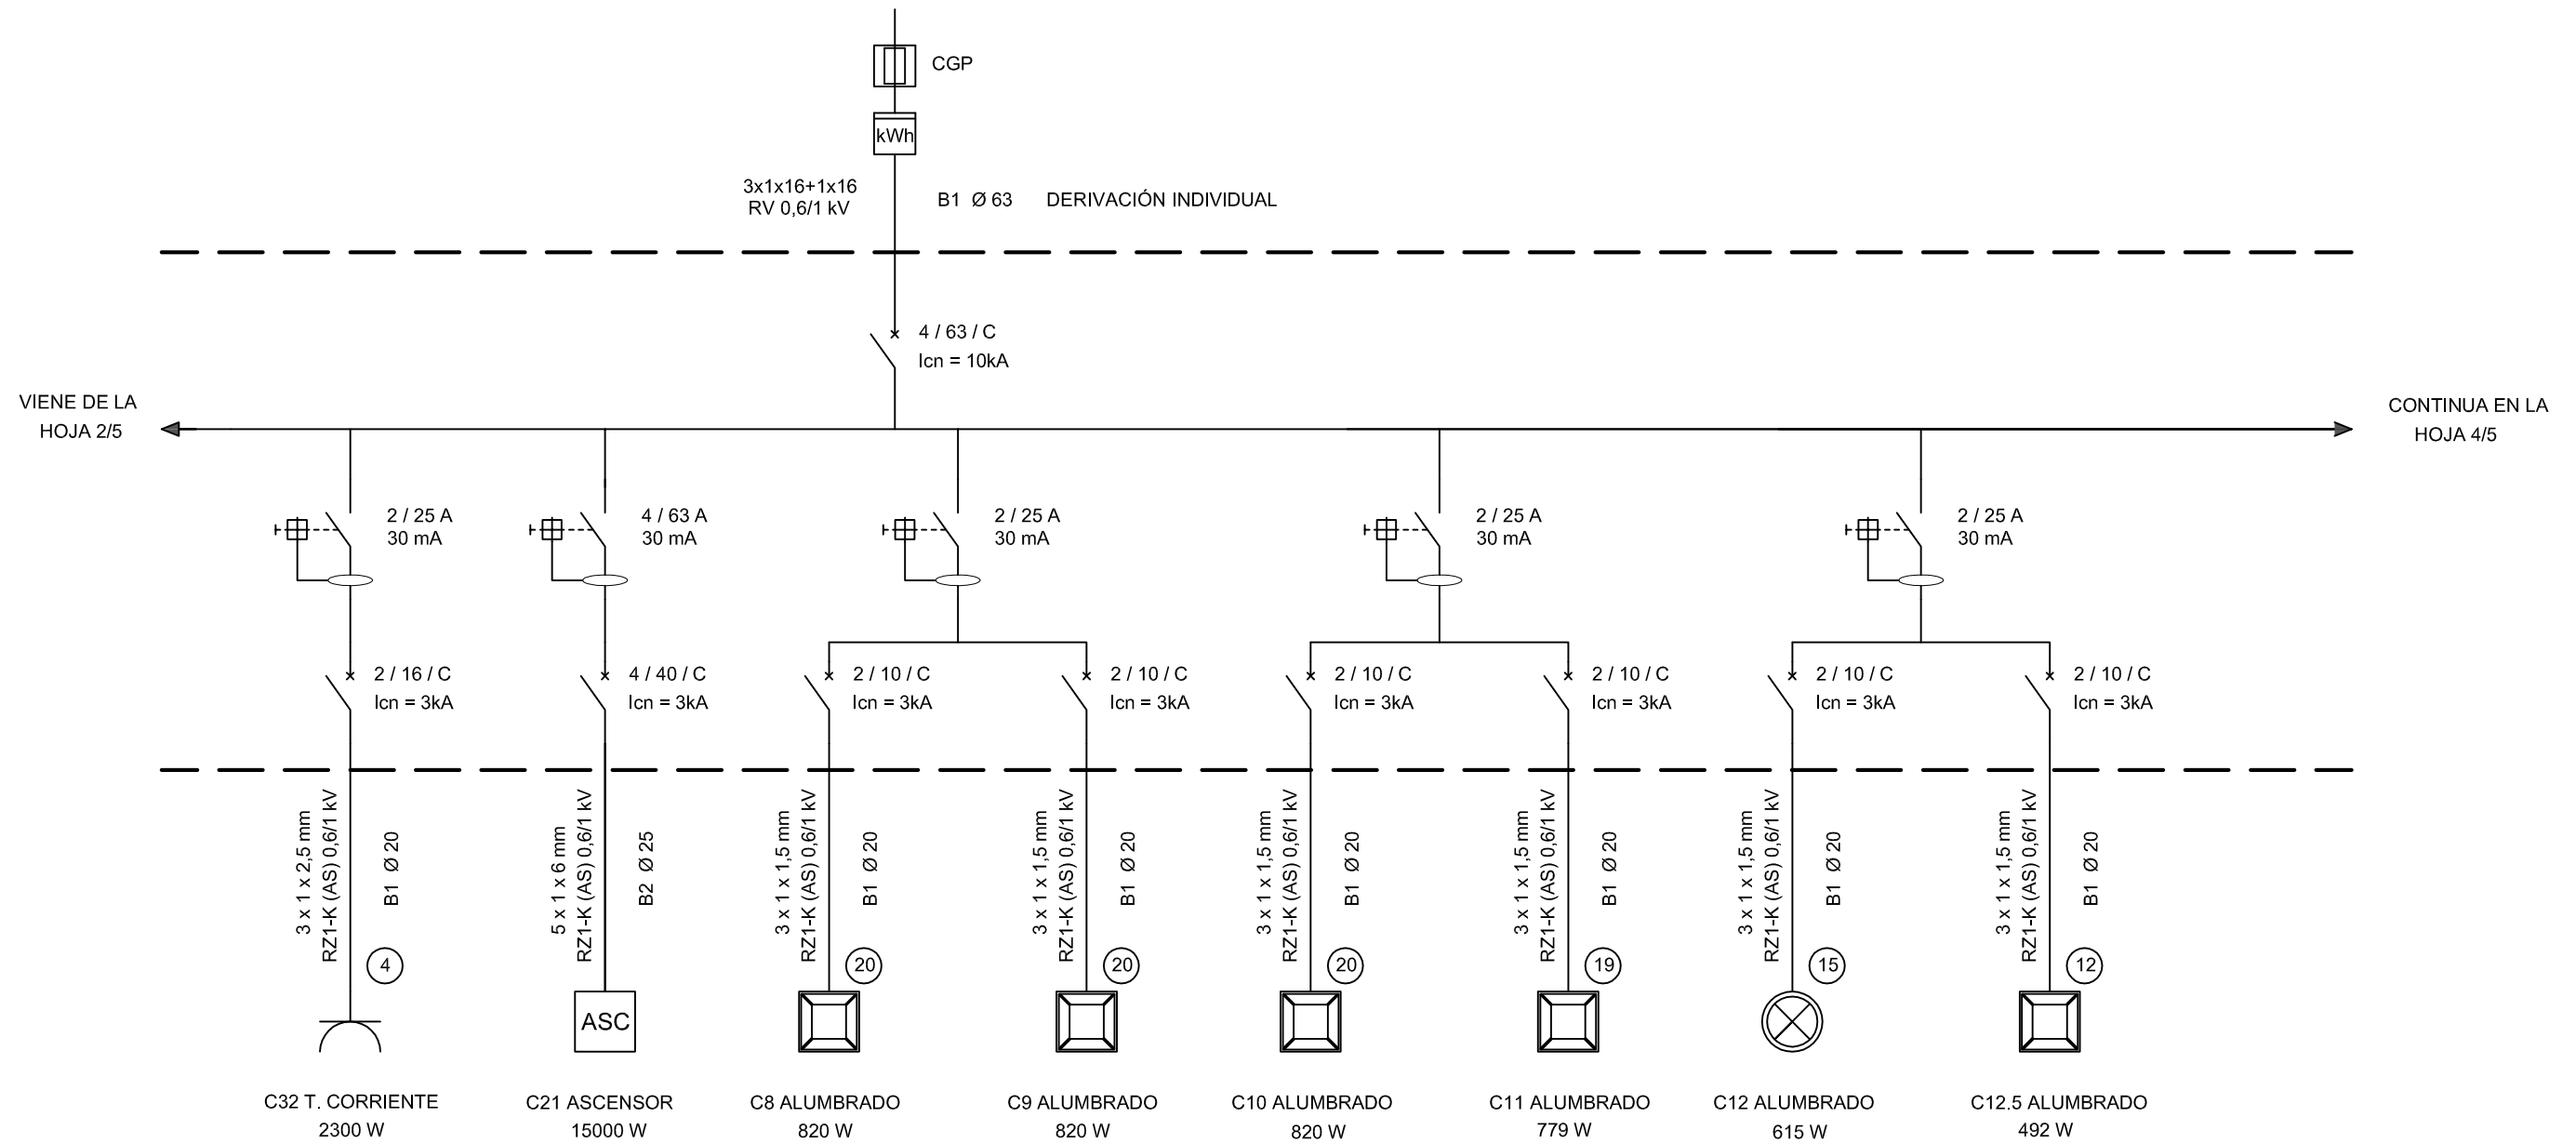 CGP
kWh
3x1x16+1x16
RV 0,6/1 kV
B1 Ø 63 DERIVACIÓN INDIVIDUAL
4 / 63 / C
Icn = 10kA
VIENE DE LA
HOJA 2/5
CONTINUA EN LA
HOJA 4/5
2 / 25 A
30 mA
4 / 63 A
30 mA
2 / 25 A
30 mA
2 / 25 A
30 mA
2 / 25 A
30 mA
2 / 16 / C
Icn = 3kA
4 / 40 / C
Icn = 3kA
2 / 10 / C
Icn = 3kA
2 / 10 / C
Icn = 3kA
2 / 10 / C
Icn = 3kA
2 / 10 / C
Icn = 3kA
2 / 10 / C
Icn = 3kA
2 / 10 / C
Icn = 3kA
3 x 1 x 2,5 mm
RZ1-K (AS) 0,6/1 kV
B1 Ø 20
4
5 x 1 x 6 mm
RZ1-K (AS) 0,6/1 kV
B2 Ø 25
3 x 1 x 1,5 mm
RZ1-K (AS) 0,6/1 kV
B1 Ø 20
20
3 x 1 x 1,5 mm
RZ1-K (AS) 0,6/1 kV
B1 Ø 20
20
3 x 1 x 1,5 mm
RZ1-K (AS) 0,6/1 kV
B1 Ø 20
20
3 x 1 x 1,5 mm
RZ1-K (AS) 0,6/1 kV
B1 Ø 20
19
3 x 1 x 1,5 mm
RZ1-K (AS) 0,6/1 kV
B1 Ø 20
15
3 x 1 x 1,5 mm
RZ1-K (AS) 0,6/1 kV
B1 Ø 20
12
ASC
C32 T. CORRIENTE
2300 W
C21 ASCENSOR
15000 W
C8 ALUMBRADO
820 W
C9 ALUMBRADO
820 W
C10 ALUMBRADO
820 W
C11 ALUMBRADO
779 W
C12 ALUMBRADO
615 W
C12.5 ALUMBRADO
492 W